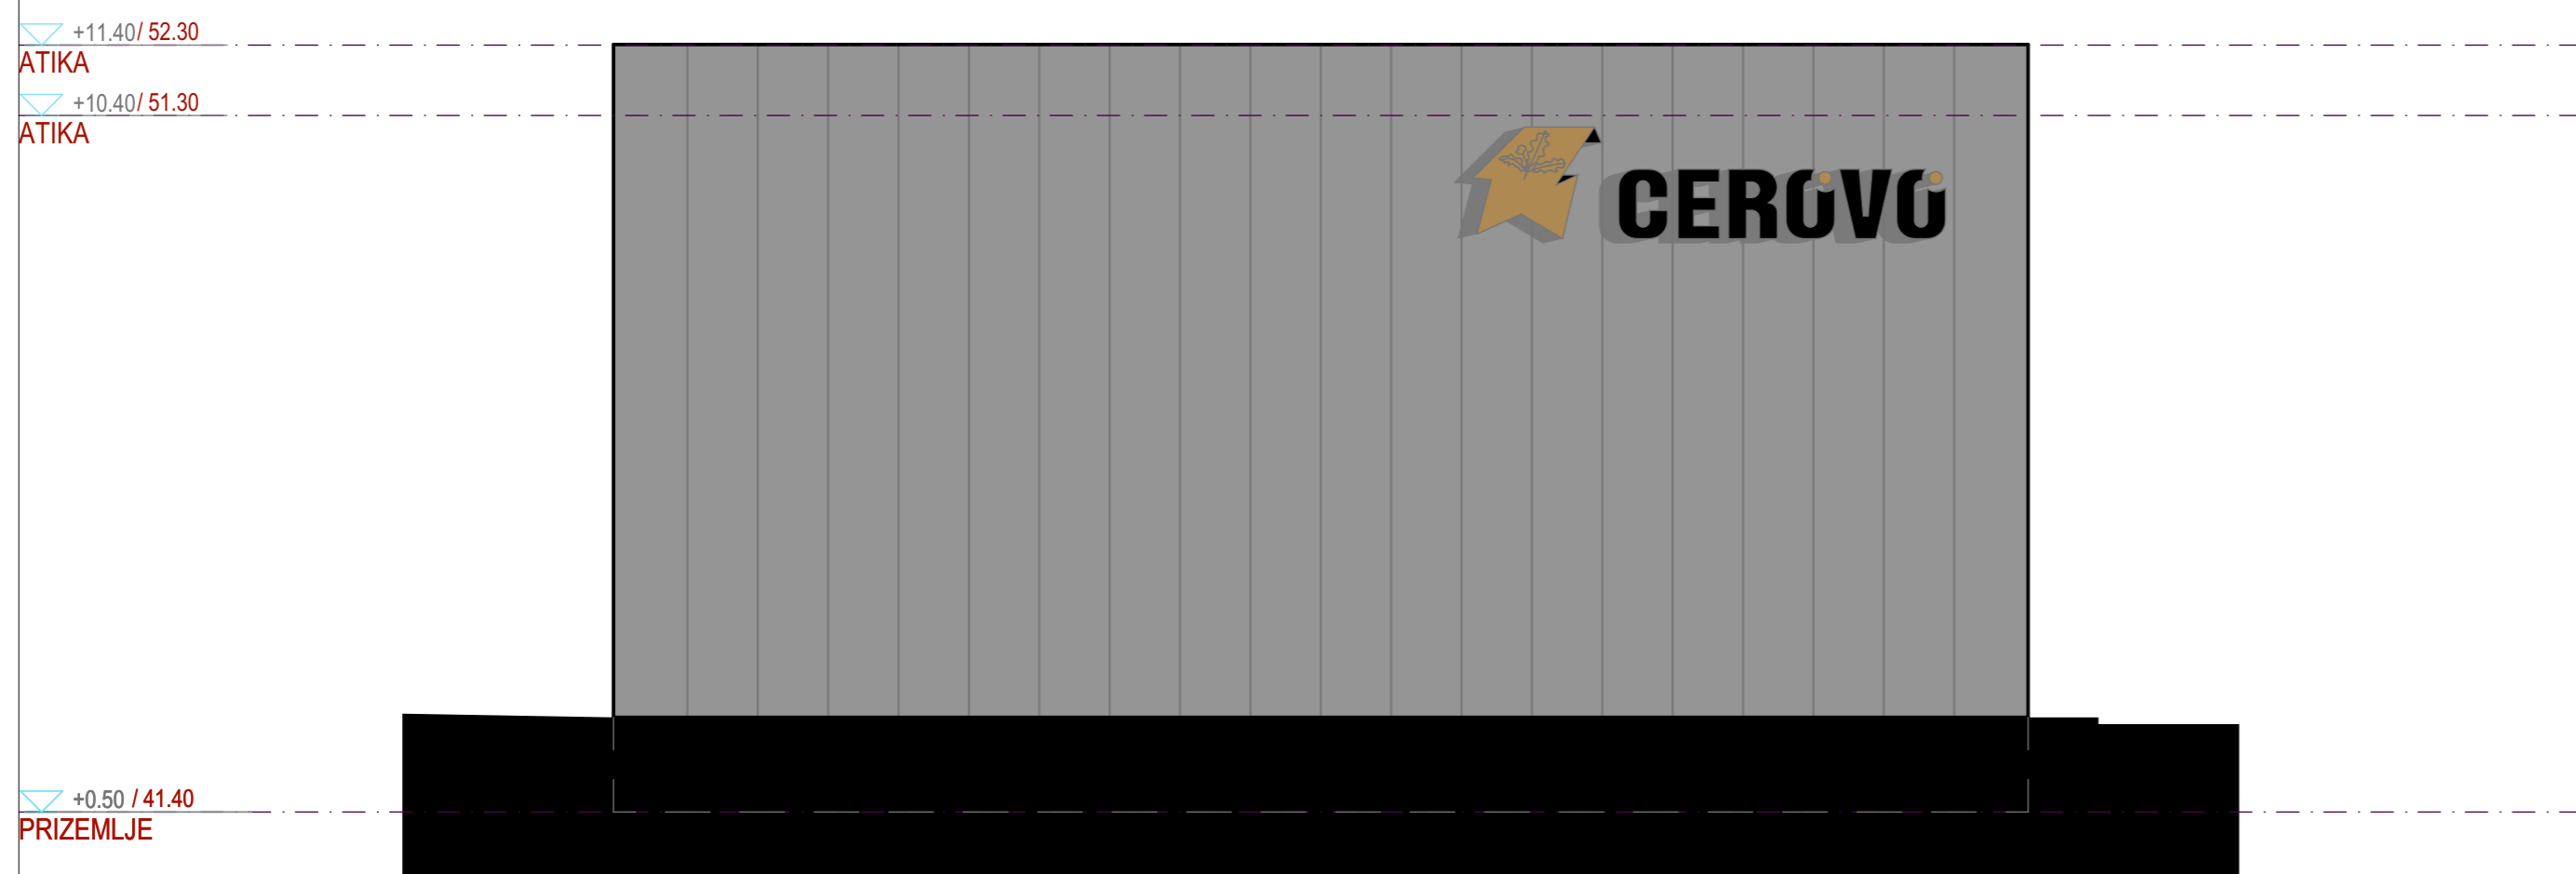 +11.40/ 52.30
ATIKA
+10.40/ 51.30
ATIKA
CEROVO
+0.50 / 41.40
PRIZEMLJE